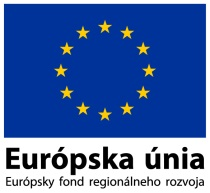 Európska únia
Európsky fond regionálneho rozvoja